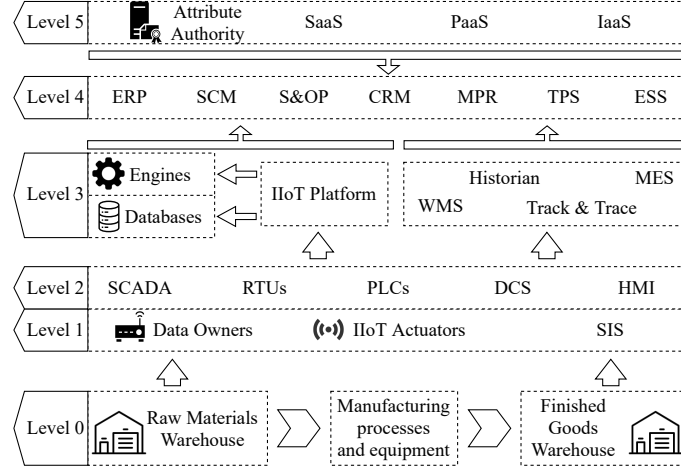 Level 5
Attribute
Authority
SaaS
PaaS
IaaS
Level 4
ERP
SCM
S&OP
CRM
MPR
TPS
ESS
Level 3
Engines
Databases
IIoT Platform
Historian
MES
WMS
Track & Trace
Level 2
SCADA
RTUs
PLCs
DCS
HMI
Level 1
Data Owners
IIoT Actuators
SIS
Level 0
Raw Materials
Warehouse
Manufacturing
processes
and equipment
Finished
Goods
Warehouse